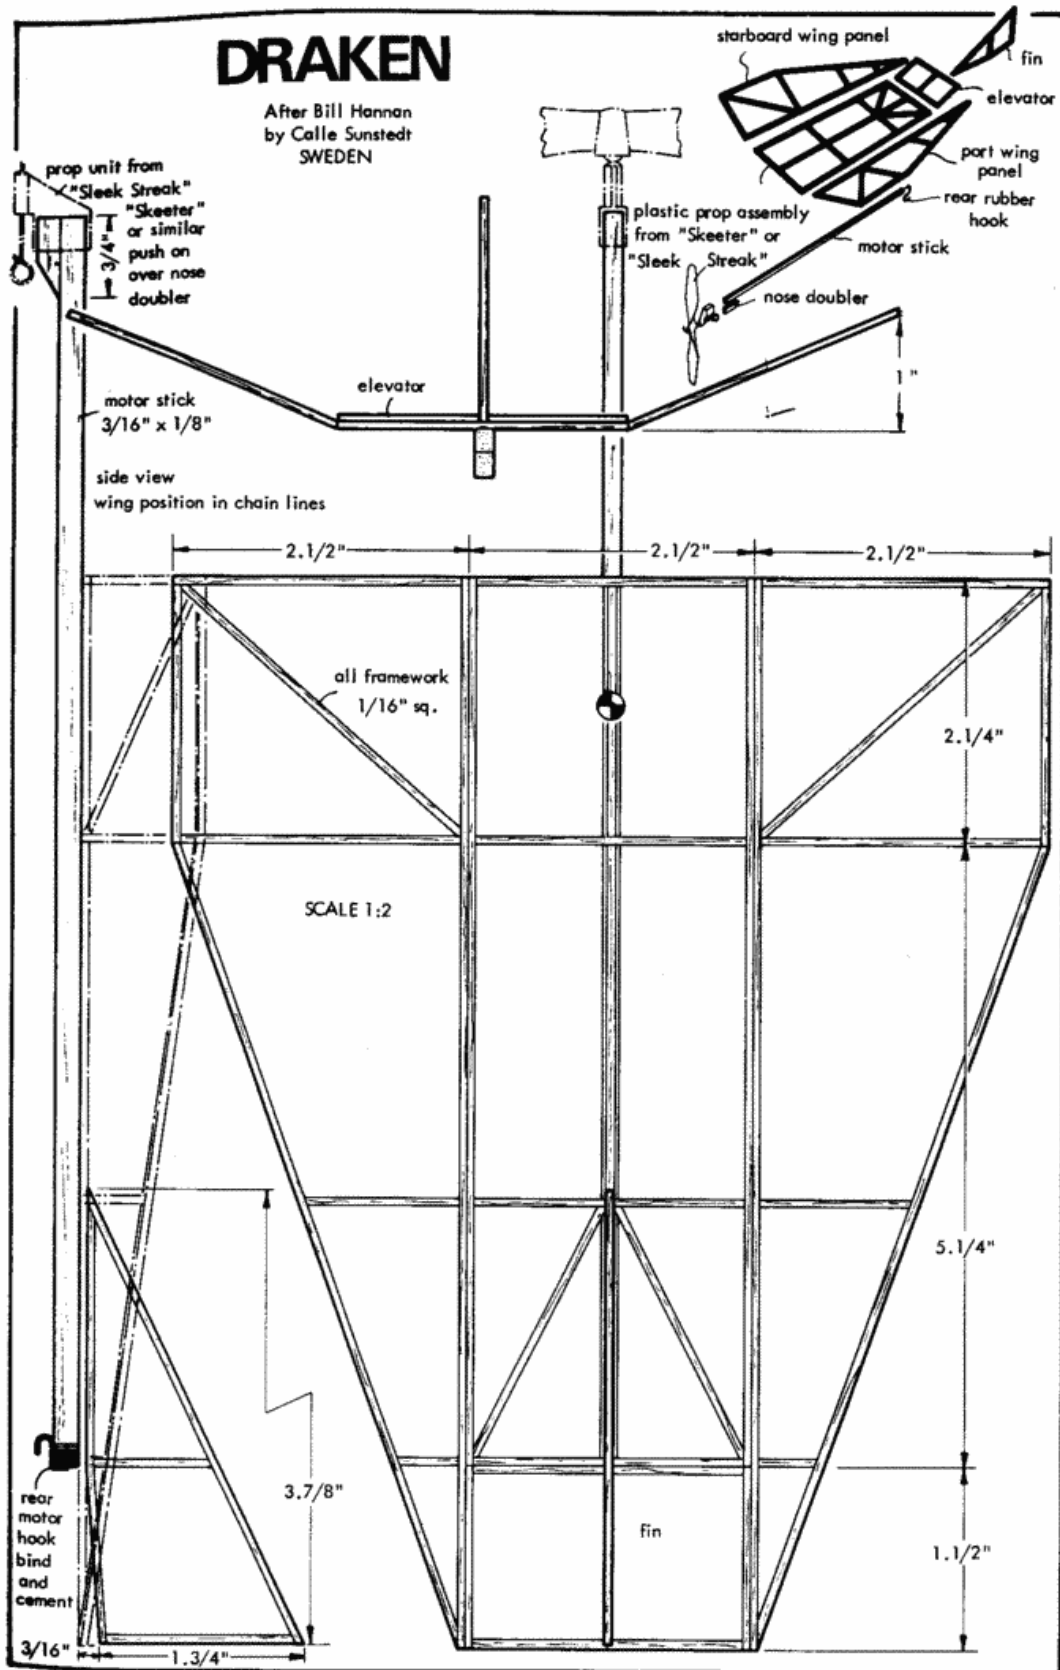 DRAKEN
After Bill Hannan
by Calle Sunstedt
SWEDEN
starboard wing panel
fin
elevator
port wing
panel
rear rubber
hook
motor stick
nose doubler
prop unit from
"Sleek Streak"
"Skeeter"
or similar
push on
over nose
doubler
3/4"
plastic prop assembly
from "Skeeter" or
"Sleek Streak"
elevator
1"
motor stick
3/16" x 1/8"
side view
wing position in chain lines
2.1/2"
2.1/2"
2.1/2"
all framework
1/16" sq.
2.1/4"
SCALE 1:2
5.1/4"
3.7/8"
rear
motor
hook
bind
and
cement
fin
1.1/2"
3/16"
1.3/4"